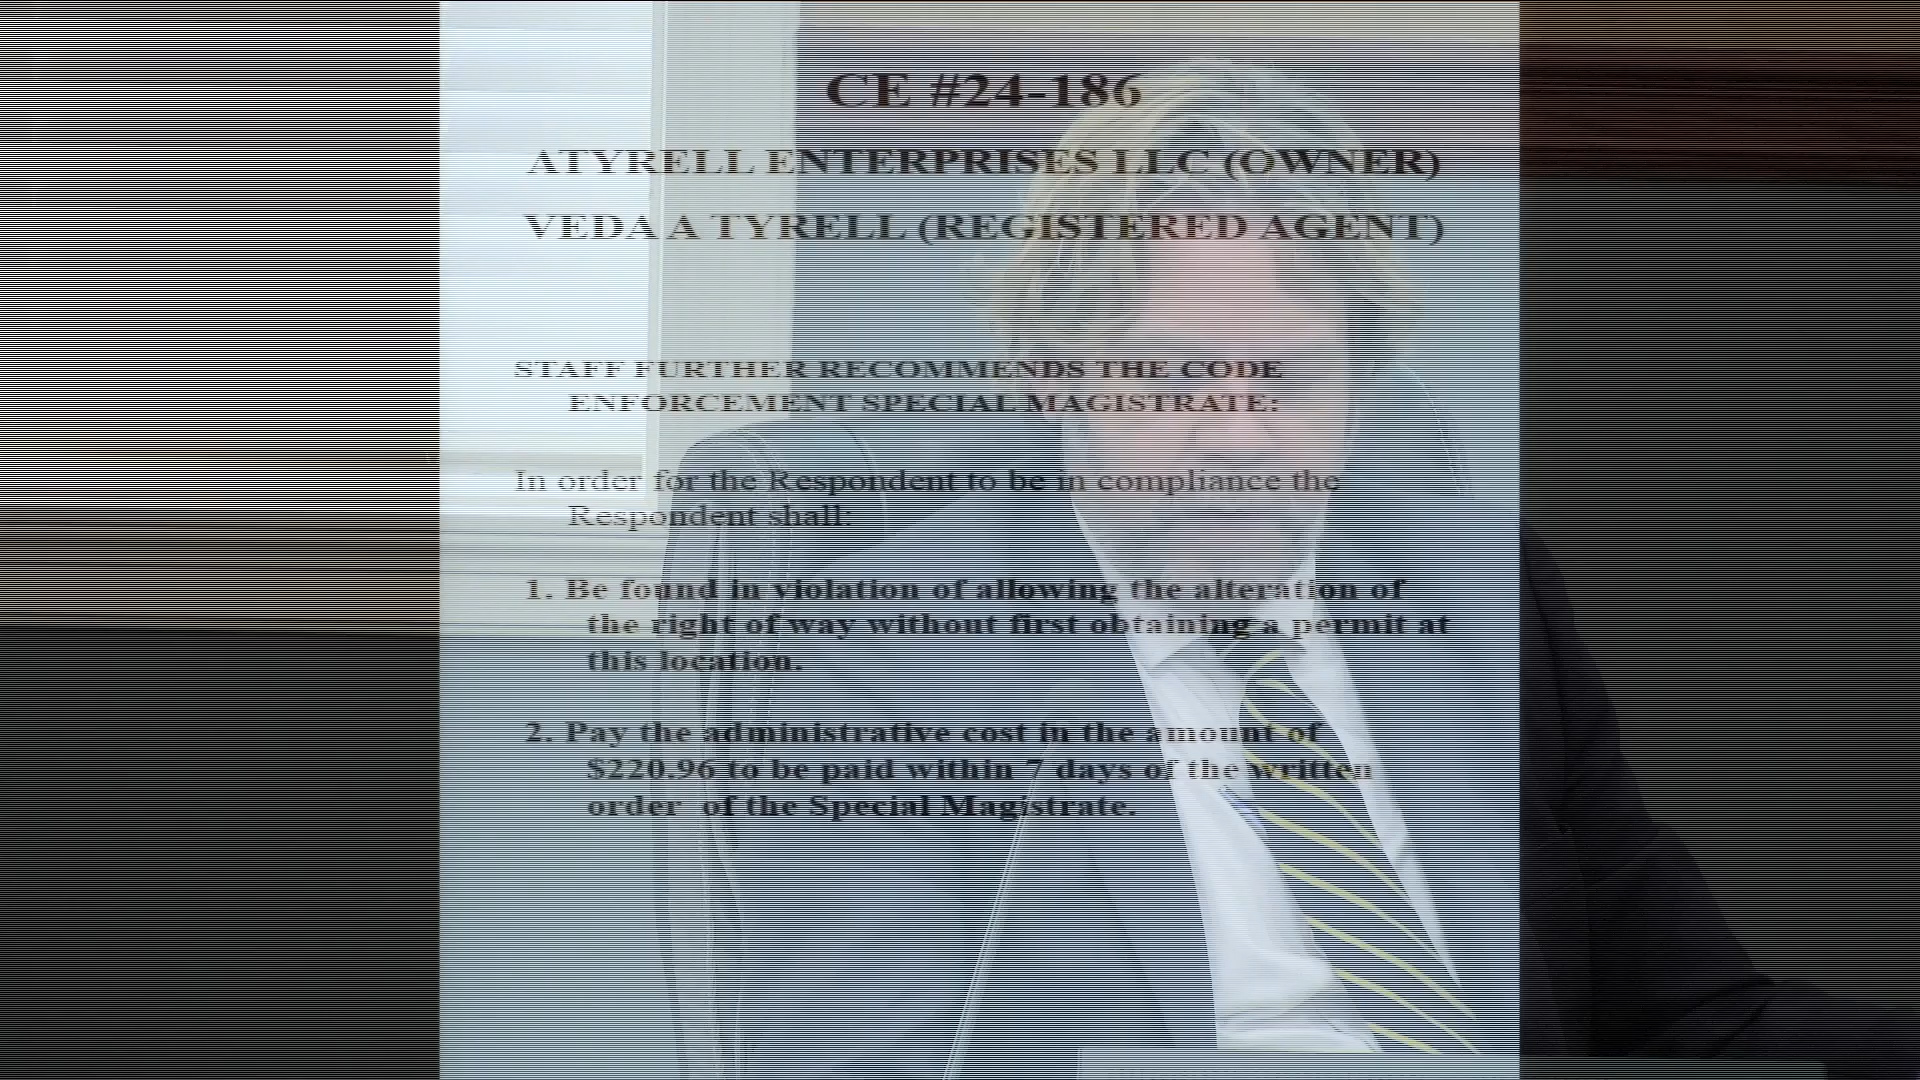 CE #24-186
ATYRELL ENTERPRISES LLC (OWNER)
VEDA A TYRELL (REGISTERED AGENT)
STAFF FURTHER RECOMMENDS THE CODE
ENFORCEMENT SPECIAL MAGISTRATE:
In order for the Respondent to be in compliance the
Respondent shall:
1. Be found in violation of allowing the alteration of
the right of way without first obtaining a permit at
this location.
2. Pay the administrative cost in the amount of
$220.96 to be paid within 7 days of the written
order of the Special Magistrate.